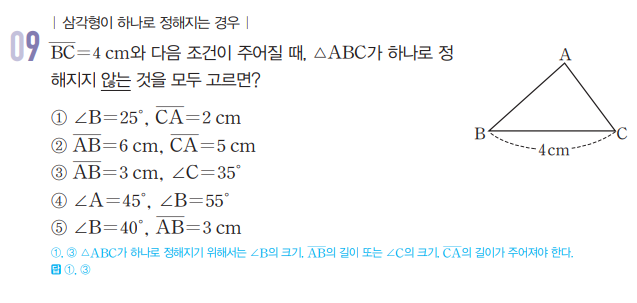 | 삼각형이 하나로 정해지는 경우 |
09 BC=4 cm와 다음 조건이 주어질 때, △ABC가 하나로 정
해지지 않는 것을 모두 고르면?
① ∠B=25°, CA=2 cm
② AB=6 cm, CA=5 cm
③ AB=3 cm, ∠C=35°
④ ∠A=45°, ∠B=55°
⑤ ∠B=40°, AB=3 cm
①, ③ △ABC가 하나로 정해지기 위해서는 ∠B의 크기, AB의 길이 또는 ∠C의 크기, CA의 길이가 주어져야 한다.
답 ①, ③
A
B
C
4cm